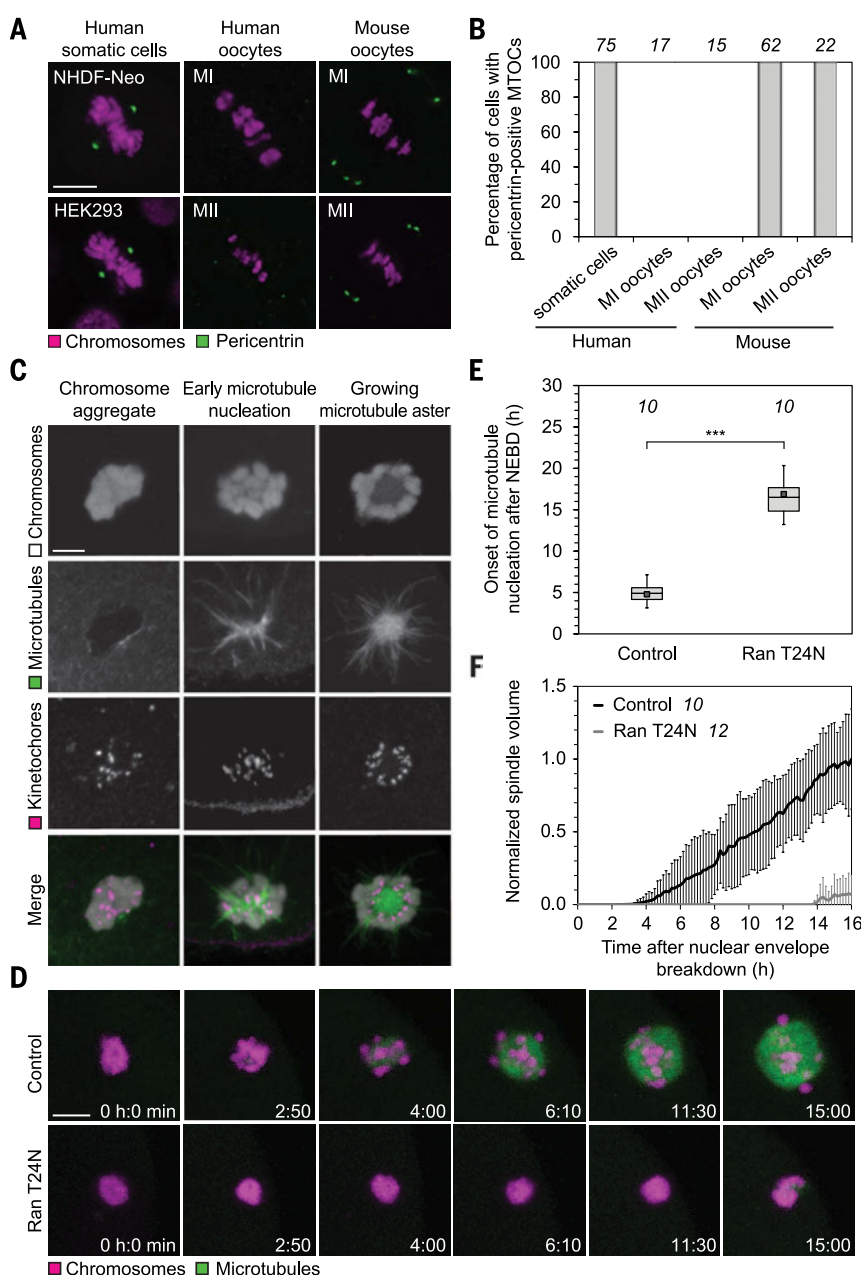 A
Human somatic cells
Human oocytes
Mouse oocytes
NHDF-Neo
MI
MI
HEK293
MII
MII
Chromosomes
Pericentrin
B
75 17 15 62 22
Percentage of cells with pericentrin-positive MTOCs
100
80
60
40
20
0
somatic cells
MI oocytes
MII oocytes
MI oocytes
MII oocytes
Human
Mouse
C
Chromosome aggregate
Early microtubule nucleation
Growing microtubule aster
Chromosomes
Microtubules
Kinetochores
Merge
E
Onset of microtubule nucleation after NEBD (h)
30
25
20
15
10
5
0
10
10
***
Control
Ran T24N
F
Control 10
Ran T24N 12
Normalized spindle volume
1.5
1.0
0.5
0.0
0 2 4 6 8 10 12 14 16
Time after nuclear envelope
breakdown (h)
D
Control
0 h:0 min
2:50
4:00
6:10
11:30
15:00
Ran T24N
0 h:0 min
2:50
4:00
6:10
11:30
15:00
Chromosomes
Microtubules